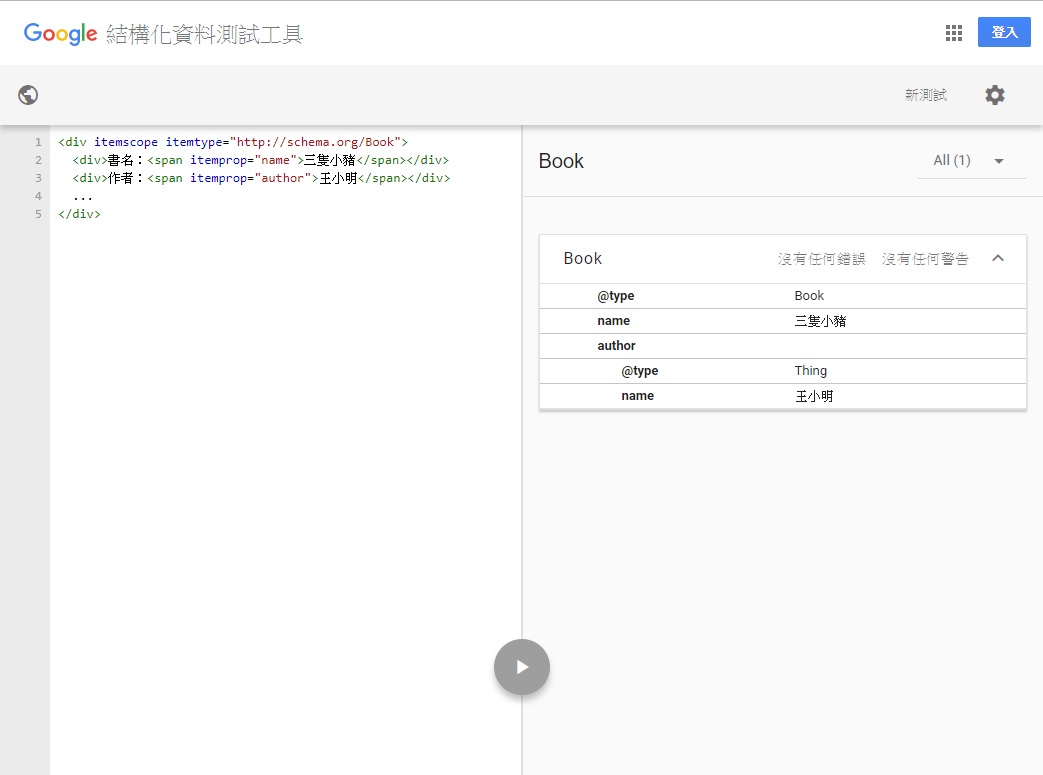 Google 結構化資料測試工具
登入
新測試
1 <div itemscope itemtype="http://schema.org/Book">
2 <div>書名：<span itemprop="name">三隻小豬</span></div>
3 <div>作者：<span itemprop="author">王小明</span></div>
4 ...
5 </div>
Book
All (1)
Book 沒有任何錯誤 沒有任何警告
@type Book
name 三隻小豬
author
@type Thing
name 王小明